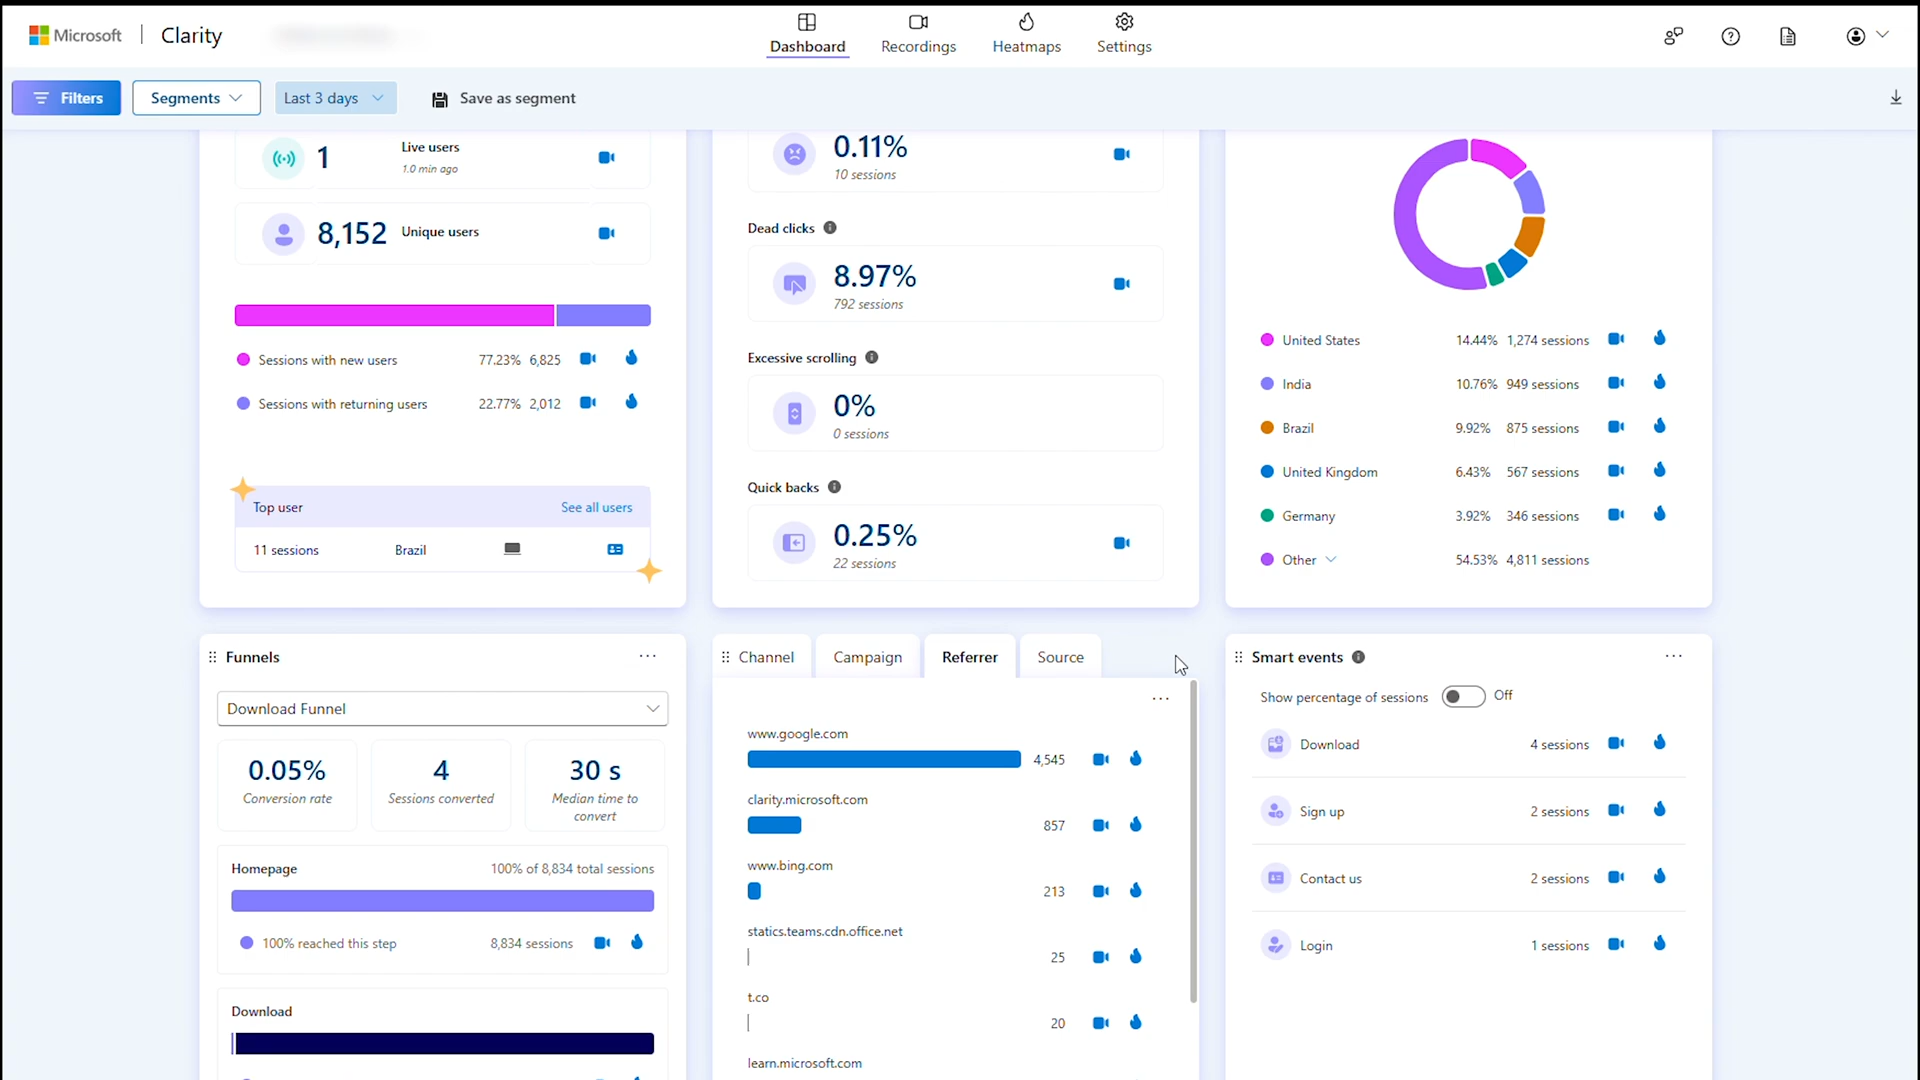 Microsoft | Clarity
Dashboard
Recordings
Heatmaps
Settings
Filters
Segments
Last 3 days
Save as segment
1
Live users
1.0 min ago
8,152
Unique users
Sessions with new users 77.23% 6,825
Sessions with returning users 22.77% 2,012
Top user
See all users
11 sessions Brazil
0.11%
10 sessions
Dead clicks
8.97%
792 sessions
Excessive scrolling
0%
0 sessions
Quick backs
0.25%
22 sessions
United States 14.44% 1,274 sessions
India 10.76% 949 sessions
Brazil 9.92% 875 sessions
United Kingdom 6.43% 567 sessions
Germany 3.92% 346 sessions
Other 54.53% 4,811 sessions
Funnels
Download Funnel
0.05%
Conversion rate
4
Sessions converted
30 s
Median time to
convert
Homepage 100% of 8,834 total sessions
100% reached this step 8,834 sessions
Download
Channel
Campaign
Referrer
Source
www.google.com
4,545
clarity.microsoft.com
857
www.bing.com
213
statics.teams.cdn.office.net
25
t.co
20
learn.microsoft.com
Smart events
Show percentage of sessions Off
Download 4 sessions
Sign up 2 sessions
Contact us 2 sessions
Login 1 sessions